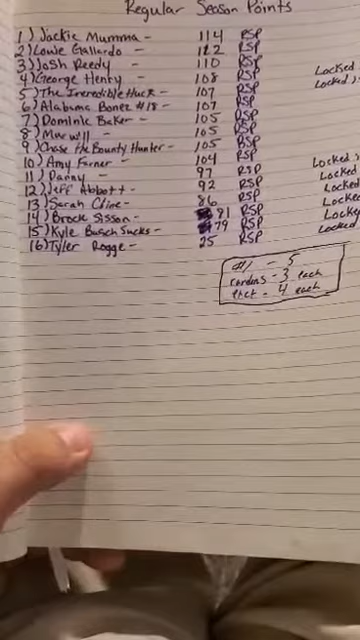 Regular Season Points
1) Jackie Mumma - 114 RSP
2) Lowe Gallardo - 112 RSP
3) Josh Reedy - 110 RSP
4) George Henty - 108 RSP Locked
5) The Incredible Huck - 107 RSP Locked
6) Alabama Bonez #18 - 107 RSP
7) Dominic Baker - 105 RSP
8) Marwill - 105 RSP
9) Chase the Bounty Hunter - 105 RSP
10) Amy Farner - 104 RSP
11) Danny - 97 RSP Locked
12) Jeff Abbott - 92 RSP Locked
13) Sarah Cline - 86 RSP Locked
14) Brock Sisson - 81 RSP Locked
15) Kyle Busch Sucks - 79 RSP Locked
16) Tyler Rogge - 25 RSP Locked
#1 - 5
- 3 each
- 4 each